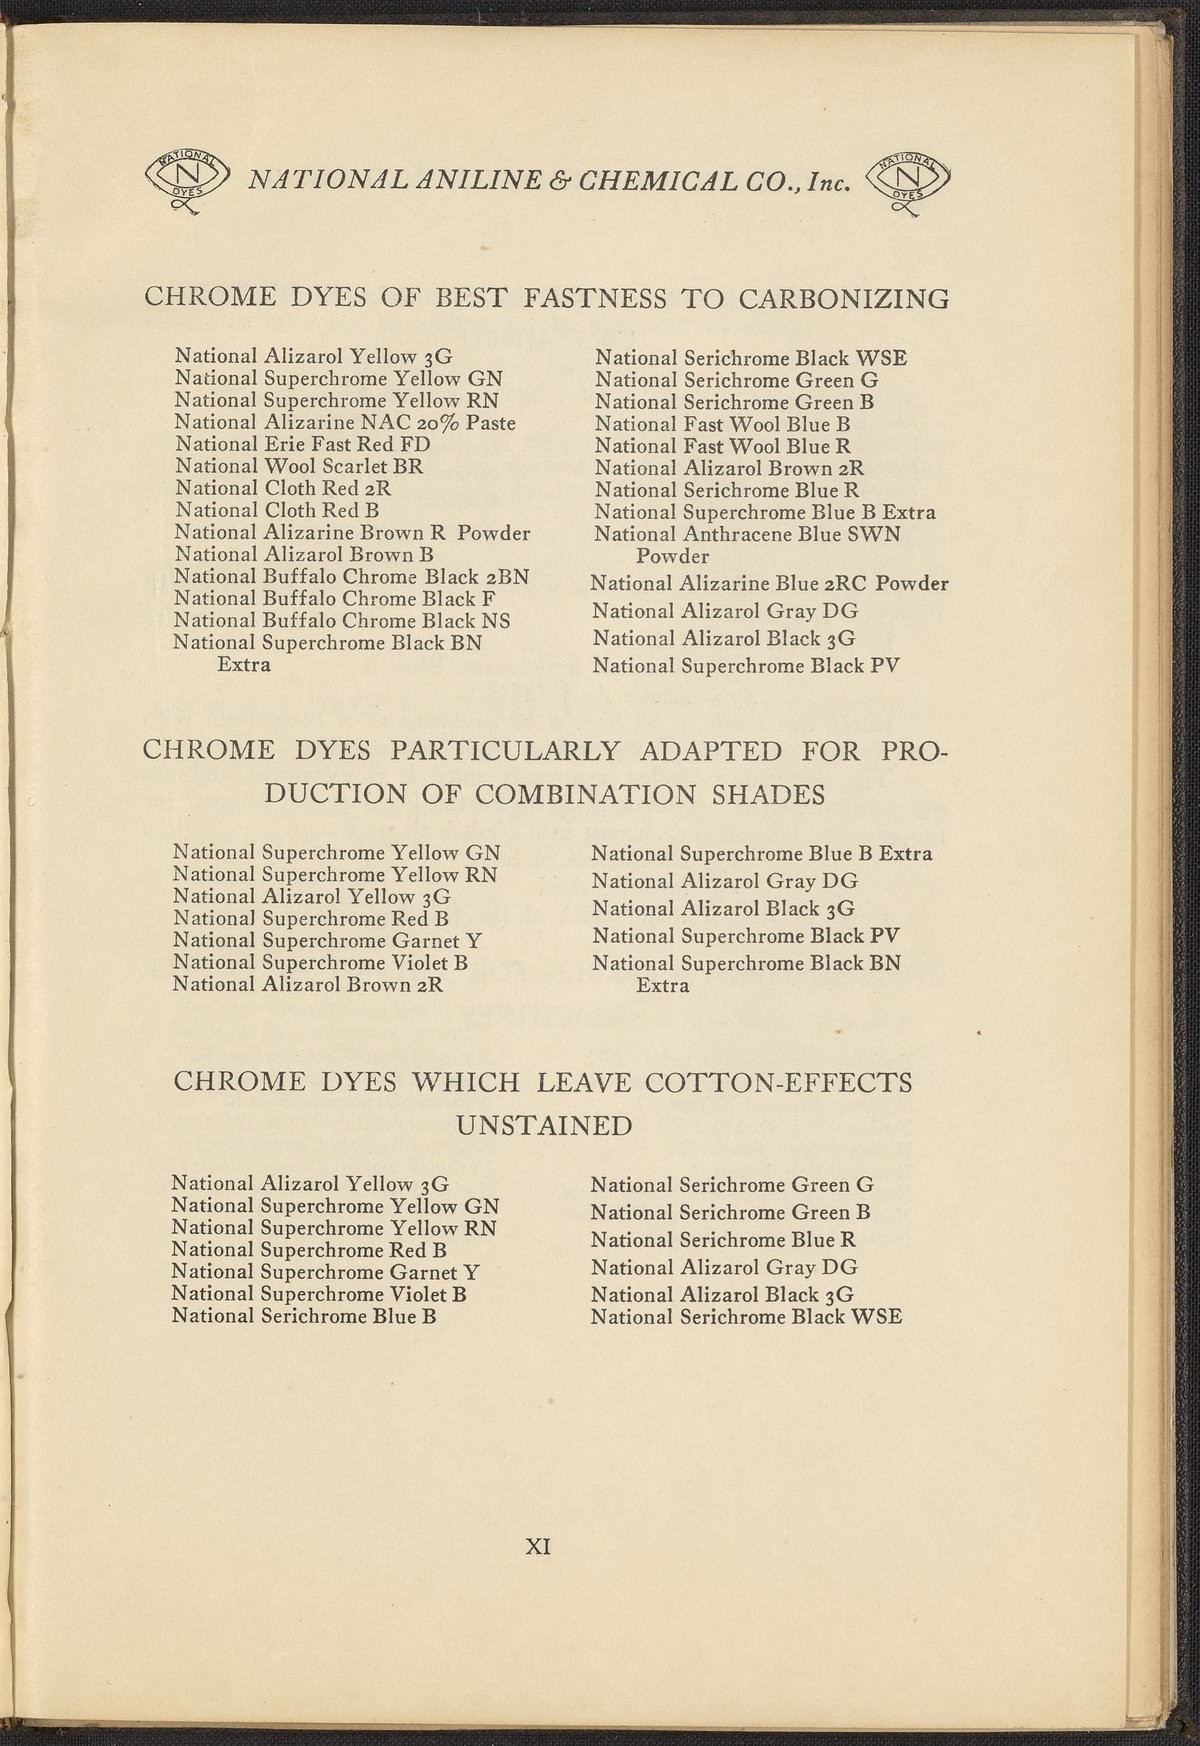 NATIONAL
N
DYES
NATIONAL ANILINE & CHEMICAL CO., Inc.
NATIONAL
N
DYES
CHROME DYES OF BEST FASTNESS TO CARBONIZING
National Alizarol Yellow 3G
National Superchrome Yellow GN
National Superchrome Yellow RN
National Alizarine NAC 20% Paste
National Erie Fast Red FD
National Wool Scarlet BR
National Cloth Red 2R
National Cloth Red B
National Alizarine Brown R Powder
National Alizarol Brown B
National Buffalo Chrome Black 2BN
National Buffalo Chrome Black F
National Buffalo Chrome Black NS
National Superchrome Black BN
Extra
National Serichrome Black WSE
National Serichrome Green G
National Serichrome Green B
National Fast Wool Blue B
National Fast Wool Blue R
National Alizarol Brown 2R
National Serichrome Blue R
National Superchrome Blue B Extra
National Anthracene Blue SWN
Powder
National Alizarine Blue 2RC Powder
National Alizarol Gray DG
National Alizarol Black 3G
National Superchrome Black PV
CHROME DYES PARTICULARLY ADAPTED FOR PRO-
DUCTION OF COMBINATION SHADES
National Superchrome Yellow GN
National Superchrome Yellow RN
National Alizarol Yellow 3G
National Superchrome Red B
National Superchrome Garnet Y
National Superchrome Violet B
National Alizarol Brown 2R
National Superchrome Blue B Extra
National Alizarol Gray DG
National Alizarol Black 3G
National Superchrome Black PV
National Superchrome Black BN
Extra
CHROME DYES WHICH LEAVE COTTON-EFFECTS
UNSTAINED
National Alizarol Yellow 3G
National Superchrome Yellow GN
National Superchrome Yellow RN
National Superchrome Red B
National Superchrome Garnet Y
National Superchrome Violet B
National Serichrome Blue B
National Serichrome Green G
National Serichrome Green B
National Serichrome Blue R
National Alizarol Gray DG
National Alizarol Black 3G
National Serichrome Black WSE
XI